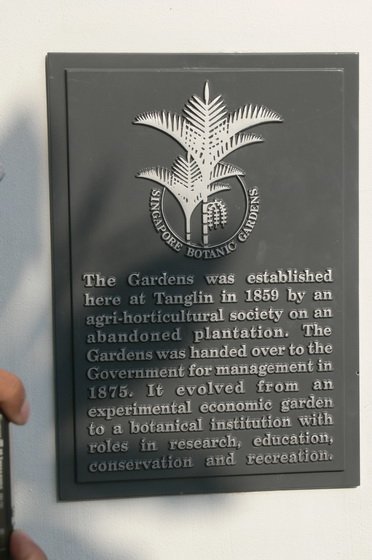 SINGAPORE BOTANIC GARDENS
The Gardens was established
here at Tanglin in 1859 by an
agri-horticultural society on an
abandoned plantation. The
Gardens was handed over to the
Government for management in
1875. It evolved from an
experimental economic garden
to a botanical institution with
roles in research, education,
conservation and recreation.